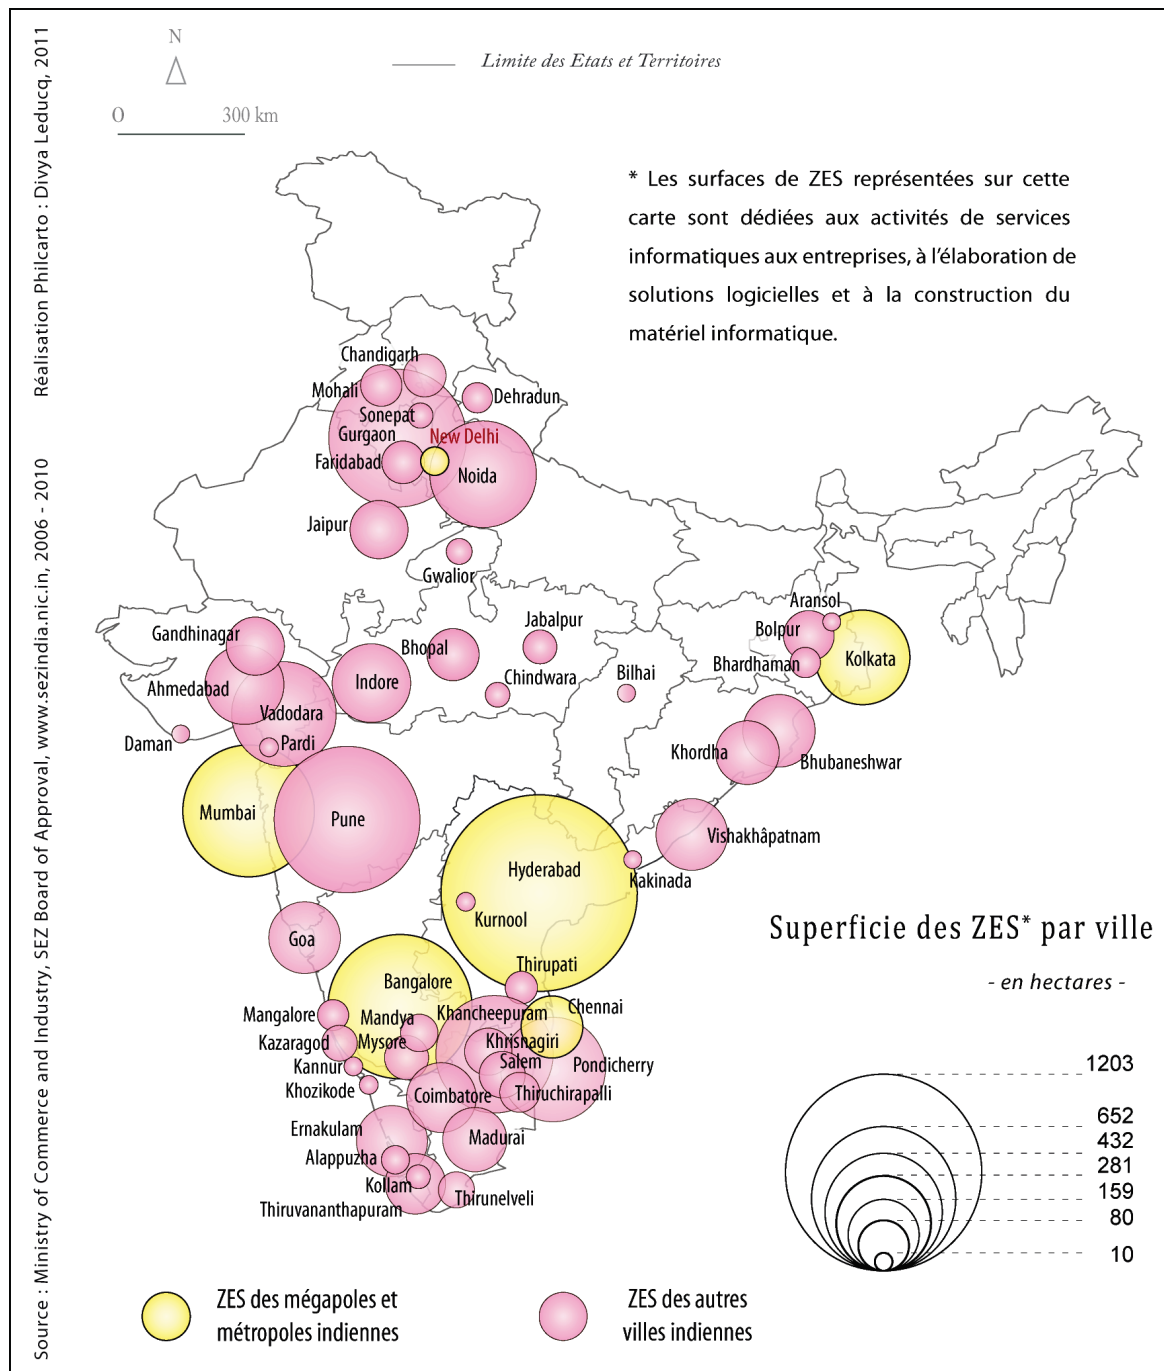 N
Limite des Etats et Territoires
O 300 km
Réalisation Philcarto : Divya Leducq, 2011
Source : Ministry of Commerce and Industry, SEZ Board of Approval, www.sezindia.nic.in, 2006 - 2010
* Les surfaces de ZES représentées sur cette
carte sont dédiées aux activités de services
informatiques aux entreprises, à l'élaboration de
solutions logicielles et à la construction du
matériel informatique.
Chandigarh
Mohali
Dehradun
Sonepat
Gurgaon
New Delhi
Faridabad
Noida
Jaipur
Gwalior
Aransol
Gandhinagar
Jabalpur
Bolpur
Bhopal
Kolkata
Bhardhaman
Chindwara
Bilhai
Indore
Ahmedabad
Vadodara
Daman
Pardi
Khordha
Bhubaneshwar
Mumbai
Pune
Vishakhâpatnam
Hyderabad
Kakinada
Kurnool
Goa
Thirupati
Bangalore
Chennai
Mangalore
Mandya
Khancheepuram
Kazaragod
Mysore
Khrisnagiri
Salem
Pondicherry
Kannur
Khozikode
Coimbatore
Thiruchirapalli
Ernakulam
Madurai
Alappuzha
Kollam
Thirunelveli
Thiruvananthapuram
Superficie des ZES* par ville
- en hectares -
1203
652
432
281
159
80
10
ZES des mégapoles et
métropoles indiennes
ZES des autres
villes indiennes